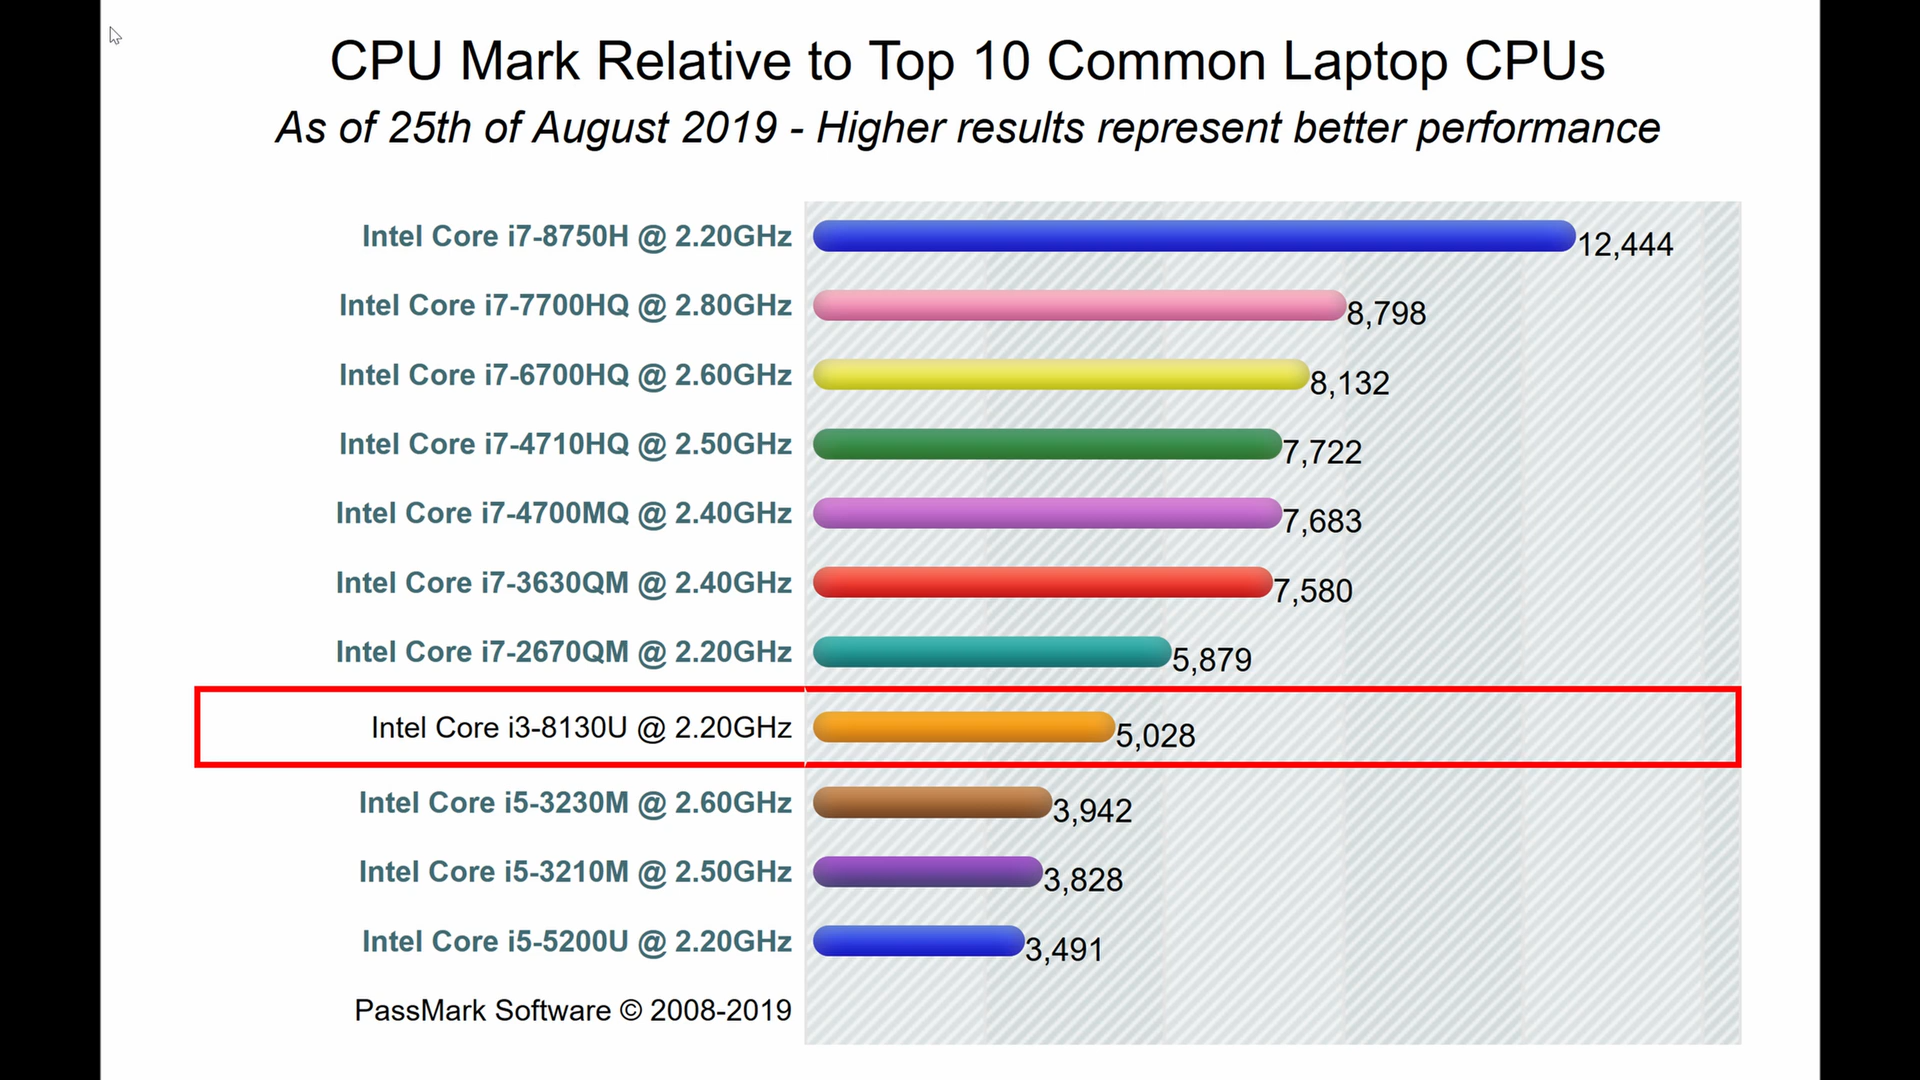 CPU Mark Relative to Top 10 Common Laptop CPUs
As of 25th of August 2019 - Higher results represent better performance
Intel Core i7-8750H @ 2.20GHz 12,444
Intel Core i7-7700HQ @ 2.80GHz 8,798
Intel Core i7-6700HQ @ 2.60GHz 8,132
Intel Core i7-4710HQ @ 2.50GHz 7,722
Intel Core i7-4700MQ @ 2.40GHz 7,683
Intel Core i7-3630QM @ 2.40GHz 7,580
Intel Core i7-2670QM @ 2.20GHz 5,879
Intel Core i3-8130U @ 2.20GHz 5,028
Intel Core i5-3230M @ 2.60GHz 3,942
Intel Core i5-3210M @ 2.50GHz 3,828
Intel Core i5-5200U @ 2.20GHz 3,491
PassMark Software © 2008-2019